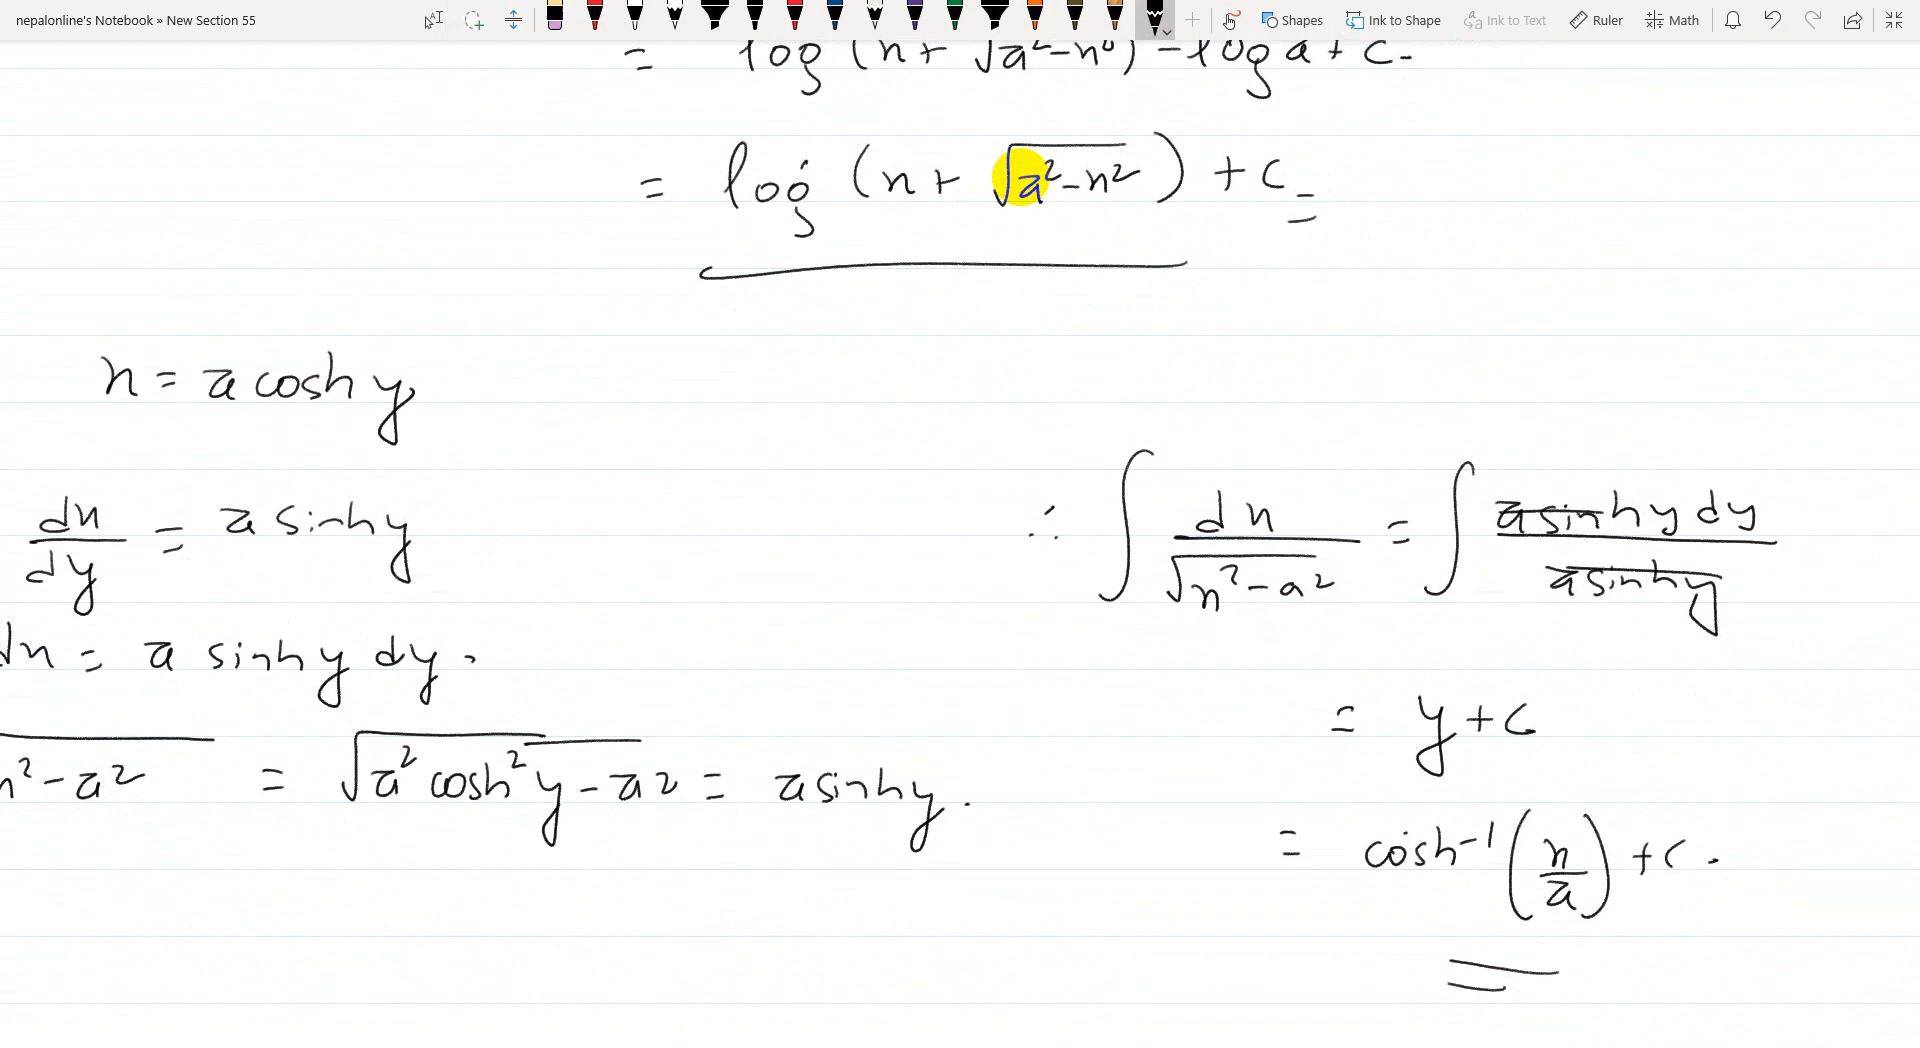 nepalonline's Notebook » New Section 55
Shapes Ink to Shape Ink to Text Ruler Math
= log (x + √a²-x²) - log a + c.
= log (x + √a²-x²) + c
x = a cosh y
dx/dy = a sinh y
dx = a sinh y dy.
x² - a² = √a² cosh² y - a² = a sinh y.
∴ ∫ dx/√x²-a² = ∫ a sinh y dy / a sinh y
= y + c
= cosh⁻¹ (x/a) + c.